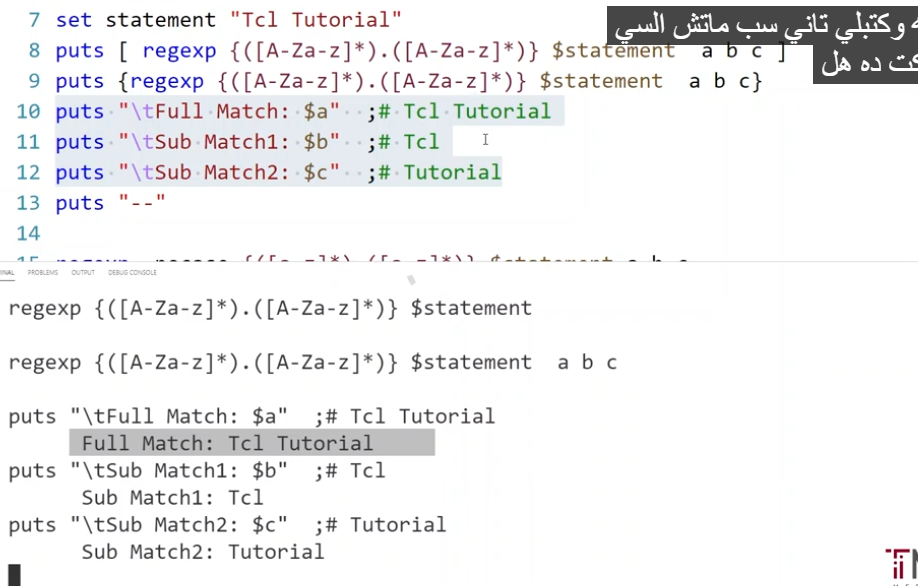 7 set statement "Tcl Tutorial"
8 puts [ regexp {([A-Za-z]*).([A-Za-z]*)} $statement  a b c ]
9 puts {regexp {([A-Za-z]*).([A-Za-z]*)} $statement  a b c}
10 puts "\tFull Match: $a"  ;# Tcl Tutorial
11 puts "\tSub Match1: $b"  ;# Tcl
12 puts "\tSub Match2: $c"  ;# Tutorial
13 puts "--"
14
وكتبلي تاني سب ماتش السي
ده هل
PROBLEMS OUTPUT DEBUG CONSOLE
regexp {([A-Za-z]*).([A-Za-z]*)} $statement
regexp {([A-Za-z]*).([A-Za-z]*)} $statement  a b c
puts "\tFull Match: $a"  ;# Tcl Tutorial
Full Match: Tcl Tutorial
puts "\tSub Match1: $b"  ;# Tcl
Sub Match1: Tcl
puts "\tSub Match2: $c"  ;# Tutorial
Sub Match2: Tutorial